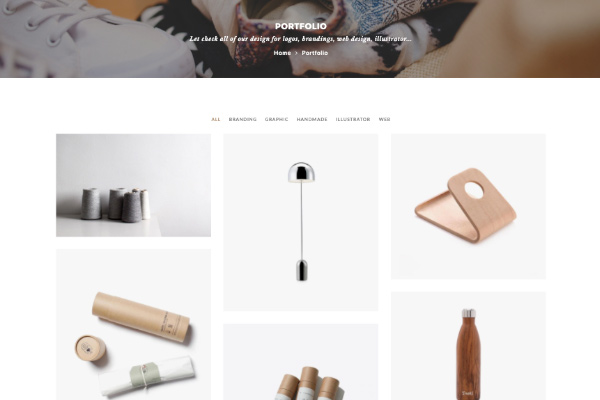 PORTFOLIO
Let check all of our design for logos, brandings, web design, illustrator...
Home > Portfolio
ALL BRANDING GRAPHIC HANDMADE ILLUSTRATOR WEB